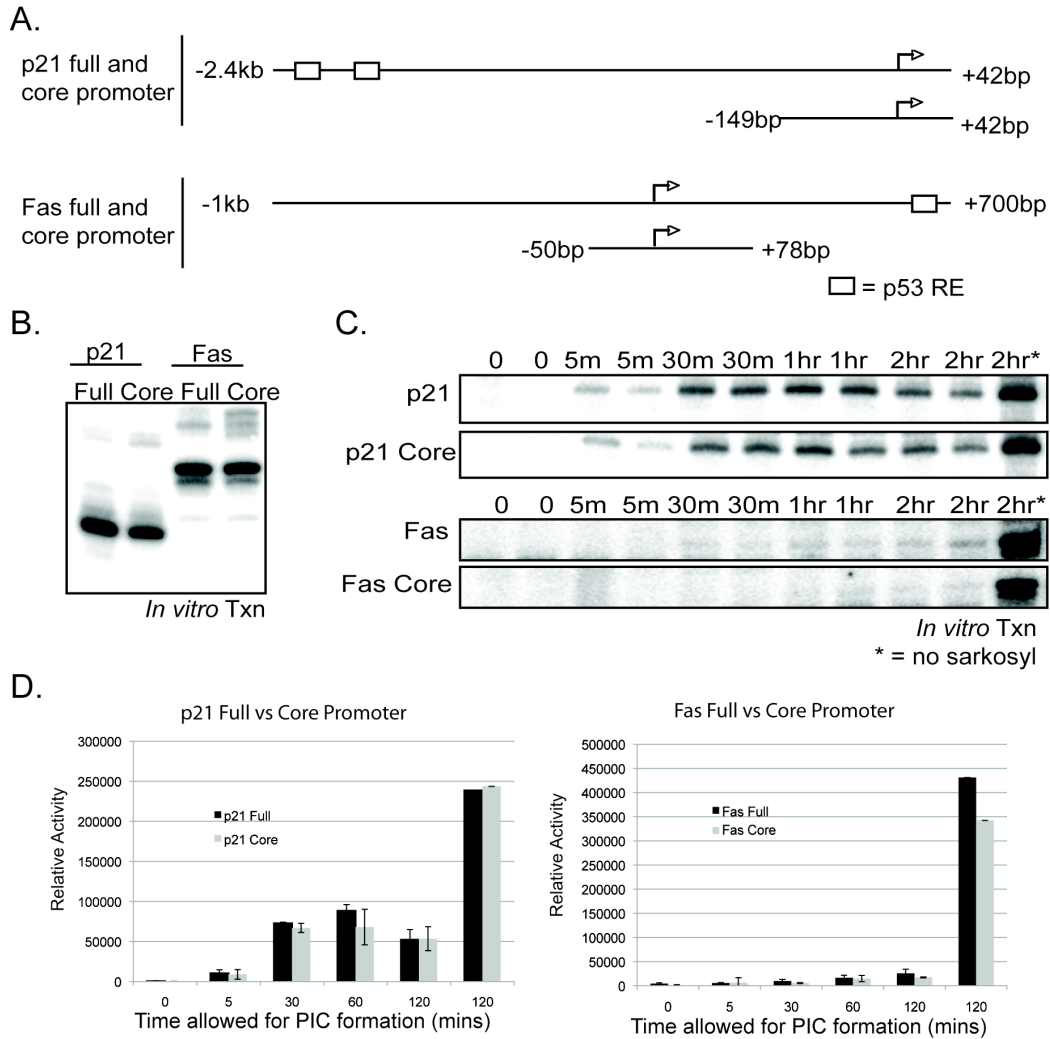 A.
p21 full and
core promoter
-2.4kb
+42bp
-149bp
+42bp
Fas full and
core promoter
-1kb
+700bp
-50bp
+78bp
= p53 RE
B.
p21 Fas
Full Core Full Core
In vitro Txn
C.
0 0 5m 5m 30m 30m 1hr 1hr 2hr 2hr 2hr*
p21
p21 Core
0 0 5m 5m 30m 30m 1hr 1hr 2hr 2hr 2hr*
Fas
Fas Core
In vitro Txn
* = no sarkosyl
D.
p21 Full vs Core Promoter
Relative Activity
300000
250000
200000
150000
100000
50000
0
p21 Full
p21 Core
0 5 30 60 120 120
Time allowed for PIC formation (mins)
Fas Full vs Core Promoter
Relative Activity
500000
450000
400000
350000
300000
250000
200000
150000
100000
50000
0
Fas Full
Fas Core
0 5 30 60 120 120
Time allowed for PIC formation (mins)